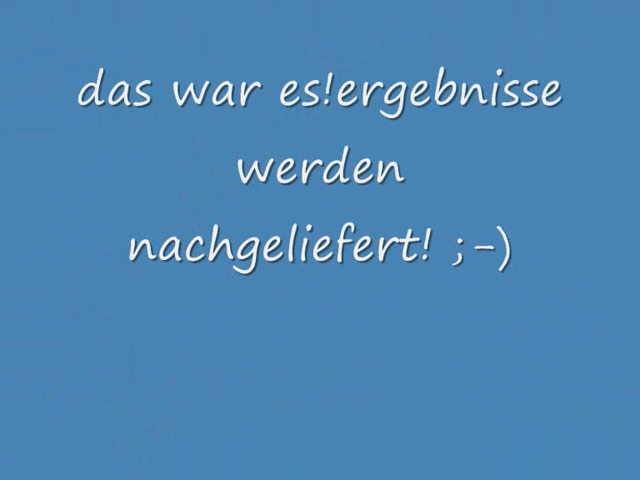 das war es!ergebnisse
werden
nachgeliefert! ;-)